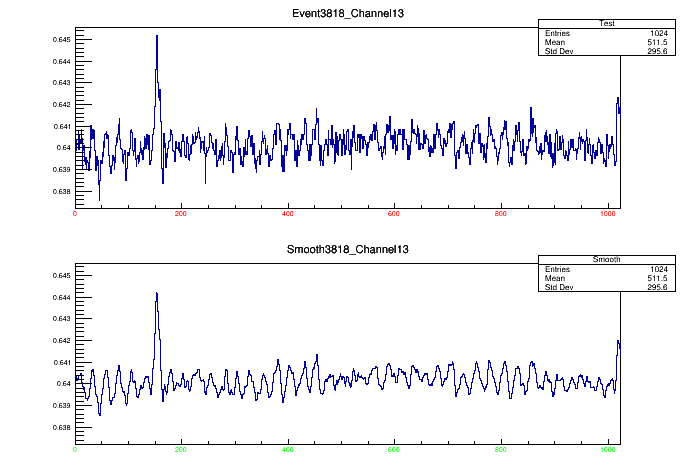 Event3818_Channel13
Test
Entries 1024
Mean 511.5
Std Dev 295.6
0.645
0.644
0.643
0.642
0.641
0.64
0.639
0.638
0 200 400 600 800 1000
Smooth3818_Channel13
Smooth
Entries 1024
Mean 511.5
Std Dev 295.6
0.645
0.644
0.643
0.642
0.641
0.64
0.639
0.638
0 200 400 600 800 1000